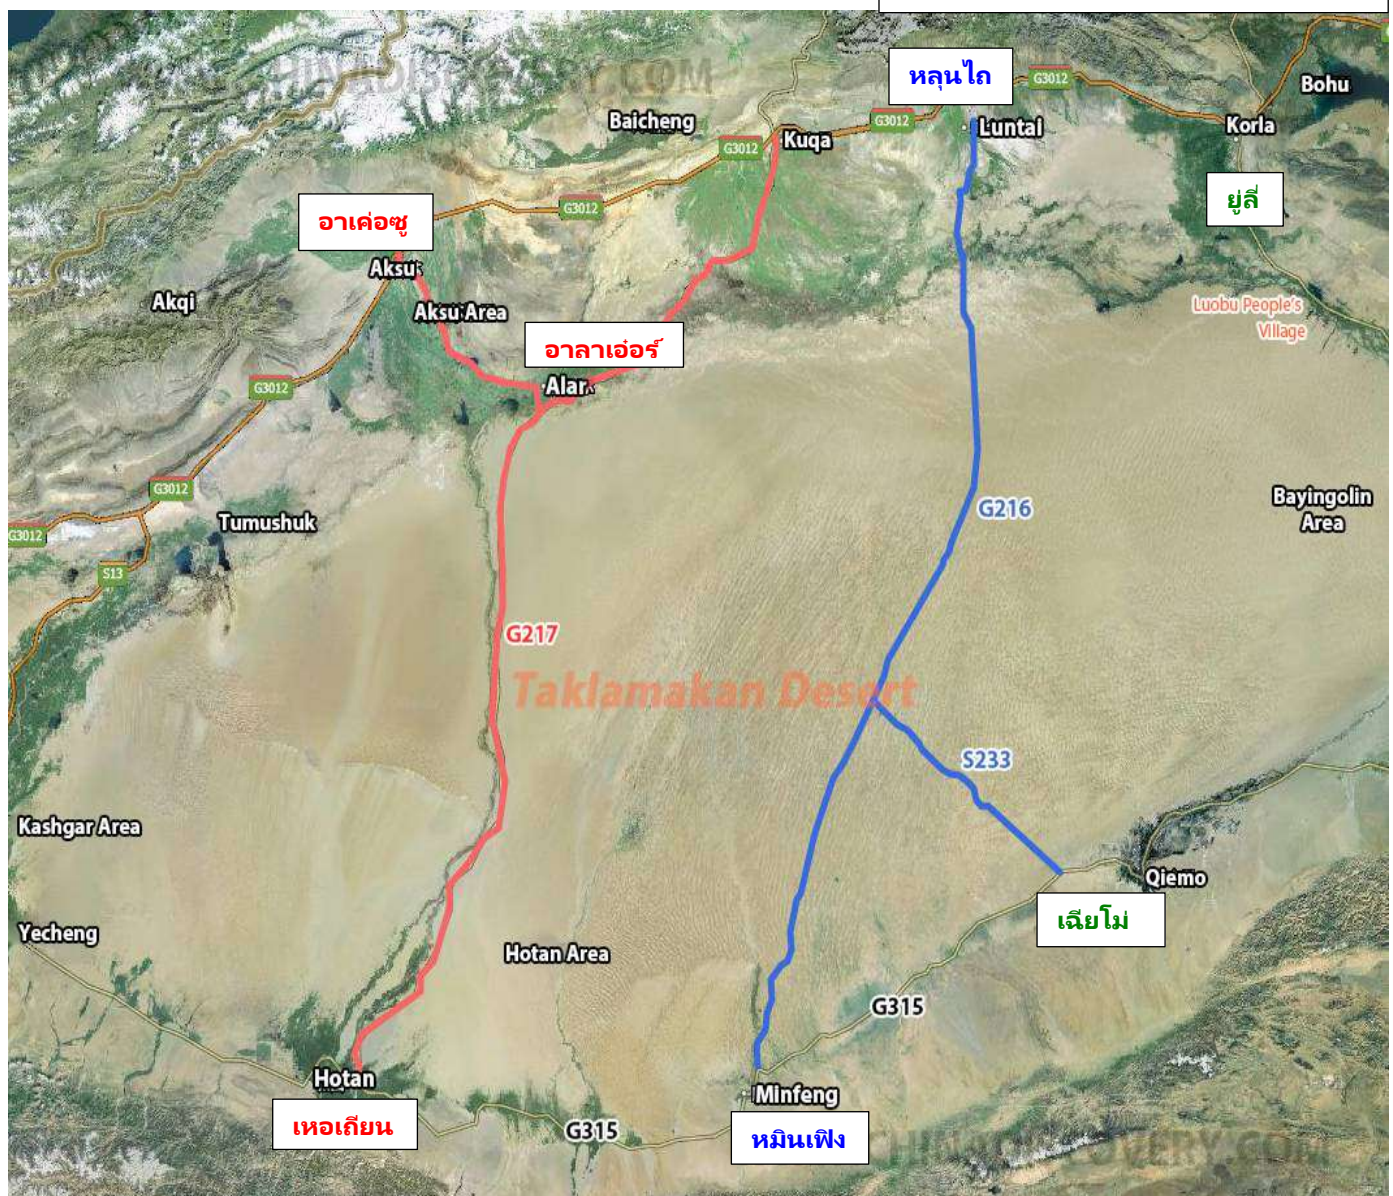 หลุนไถ
G3012
Bohu
Baicheng
G3012
Luntai
Korla
Kuqa
G3012
ยู่ลี่
อาเค่อซู
G3012
Aksu
Akqi
Aksu Area
Luobu People's
Village
อาลาเอ๋อร์
Alar
G3012
G3012
G216
Bayingolin
Area
Tumushuk
G3012
S13
G217
Taklamakan Desert
S233
Kashgar Area
Qiemo
เฉียโม่
Yecheng
Hotan Area
G315
Hotan
Minfeng
เหอเถียน
G315
หมินเฟิง